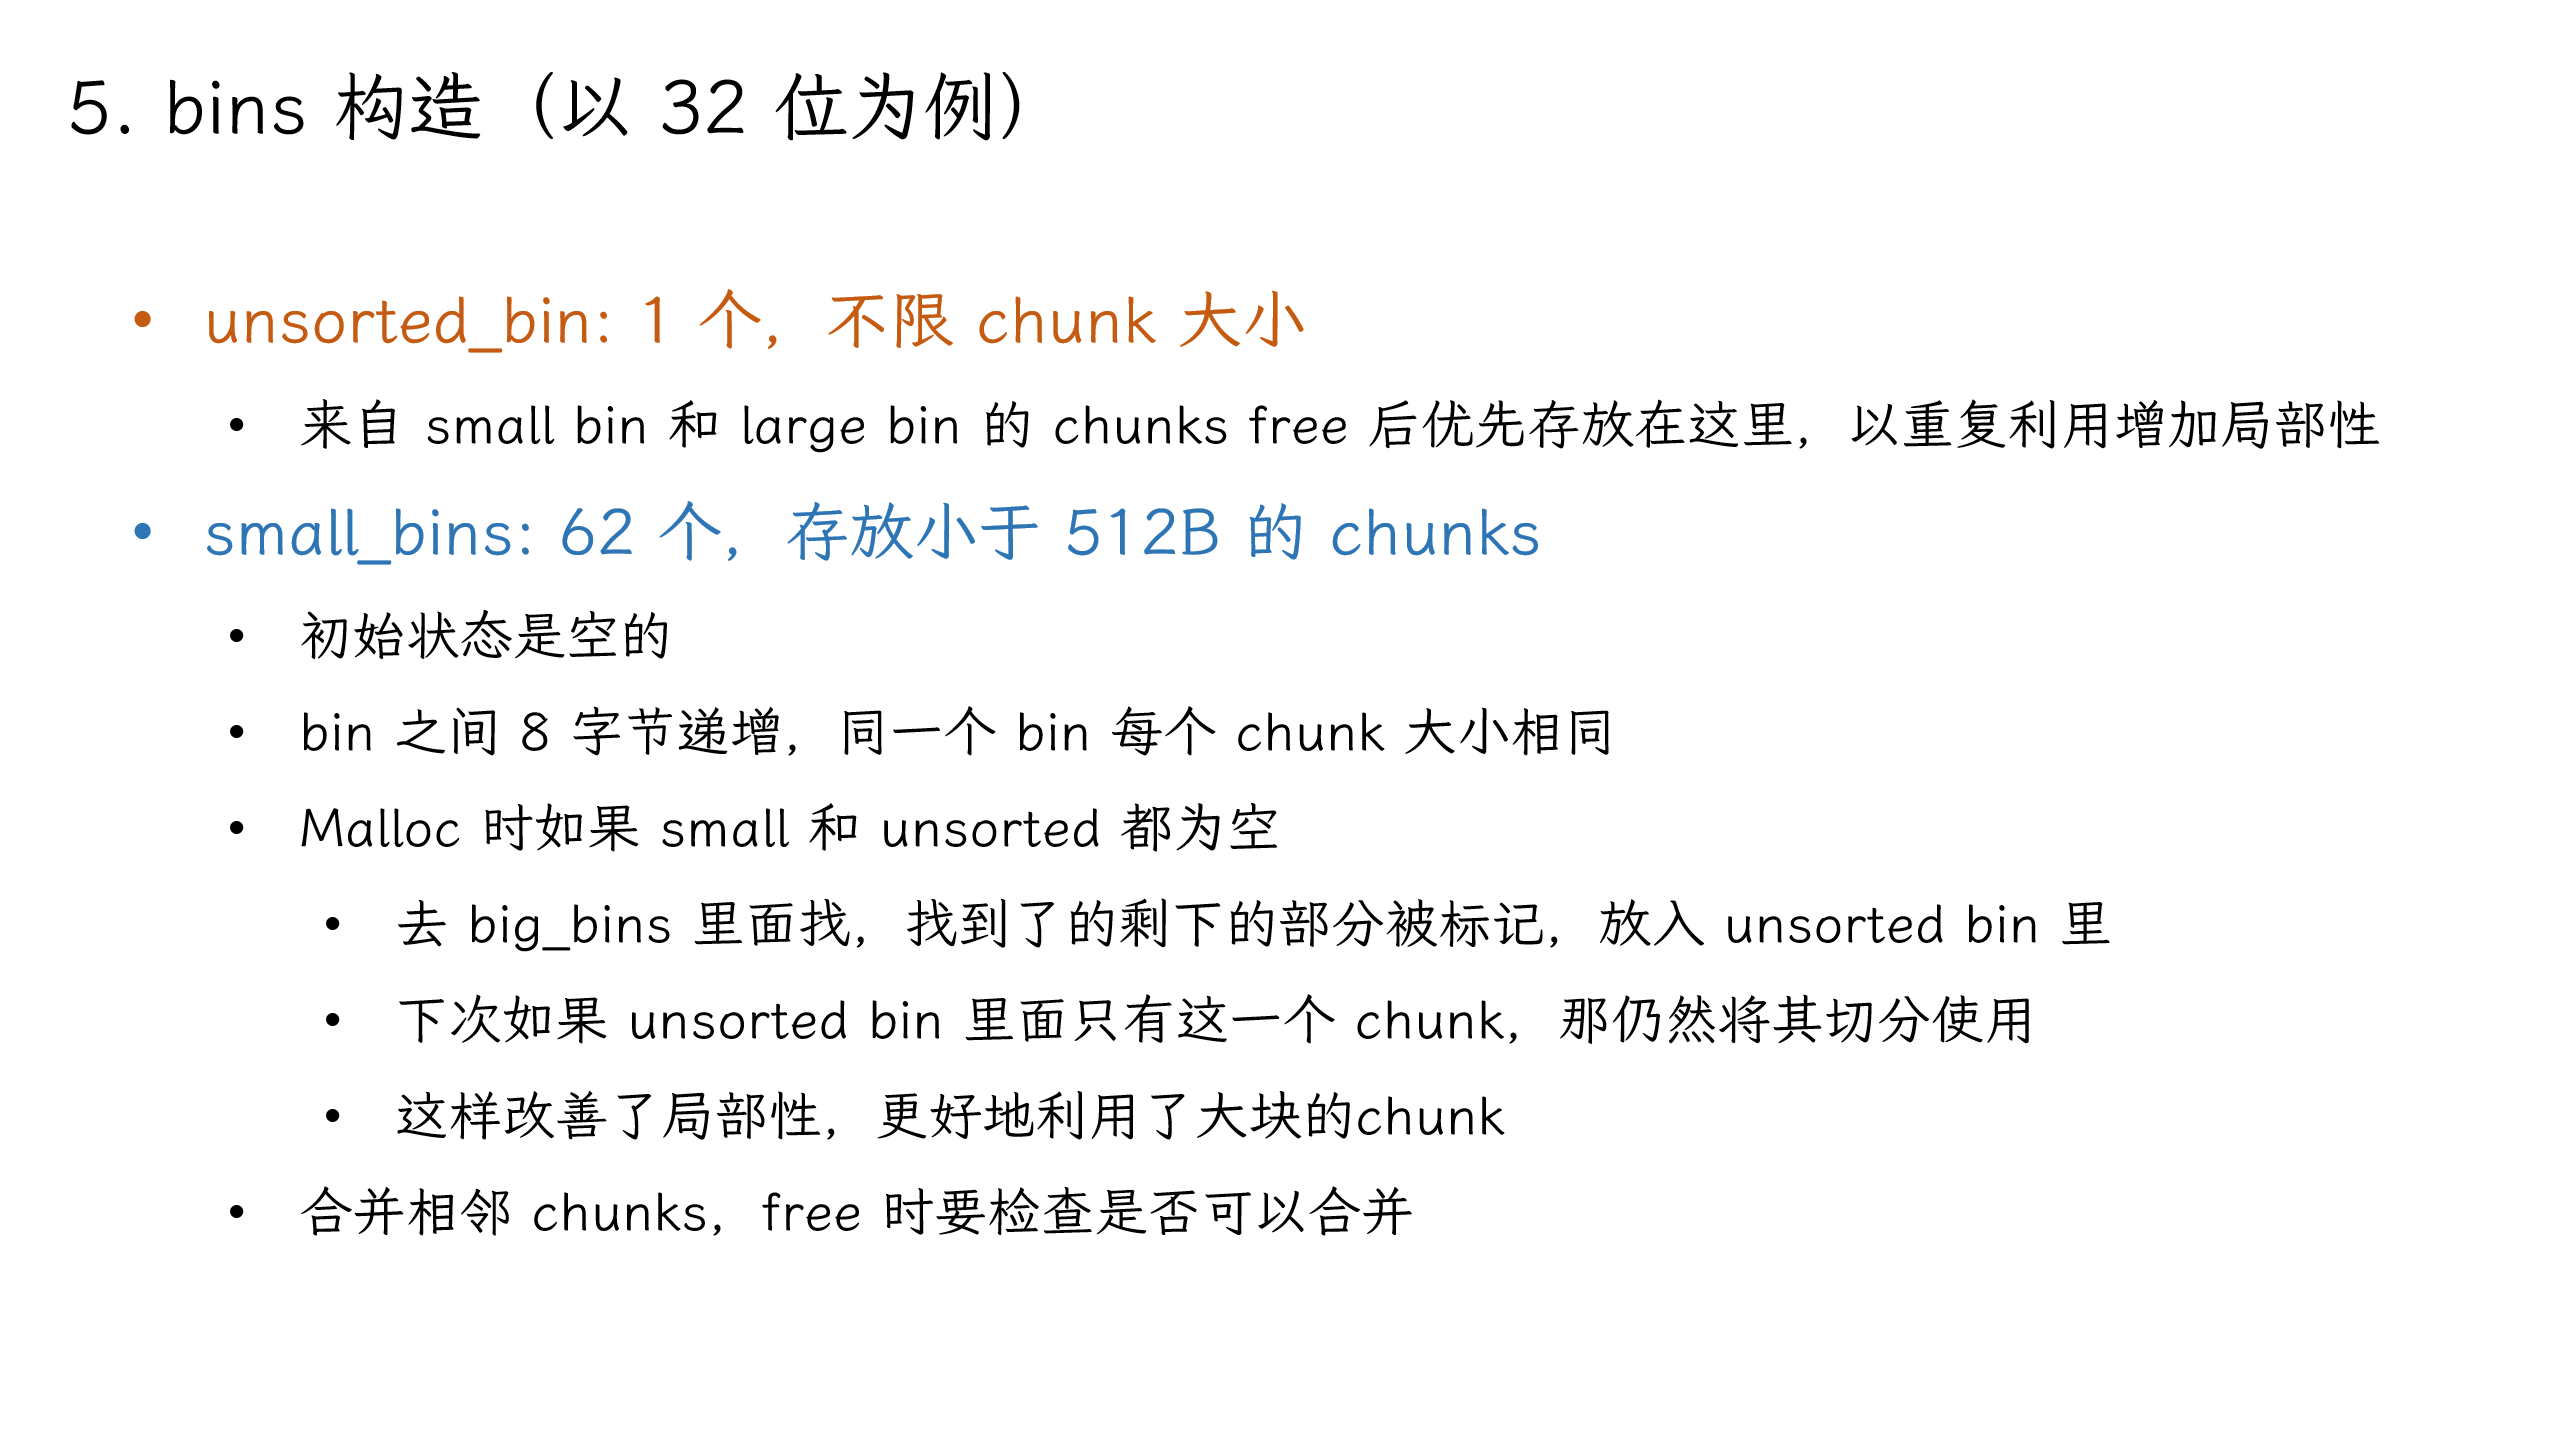 5. bins 构造（以 32 位为例）
• unsorted_bin: 1 个，不限 chunk 大小
• 来自 small bin 和 large bin 的 chunks free 后优先存放在这里，以重复利用增加局部性
• small_bins: 62 个，存放小于 512B 的 chunks
• 初始状态是空的
• bin 之间 8 字节递增，同一个 bin 每个 chunk 大小相同
• Malloc 时如果 small 和 unsorted 都为空
• 去 big_bins 里面找，找到了的剩下的部分被标记，放入 unsorted bin 里
• 下次如果 unsorted bin 里面只有这一个 chunk，那仍然将其切分使用
• 这样改善了局部性，更好地利用了大块的chunk
• 合并相邻 chunks，free 时要检查是否可以合并